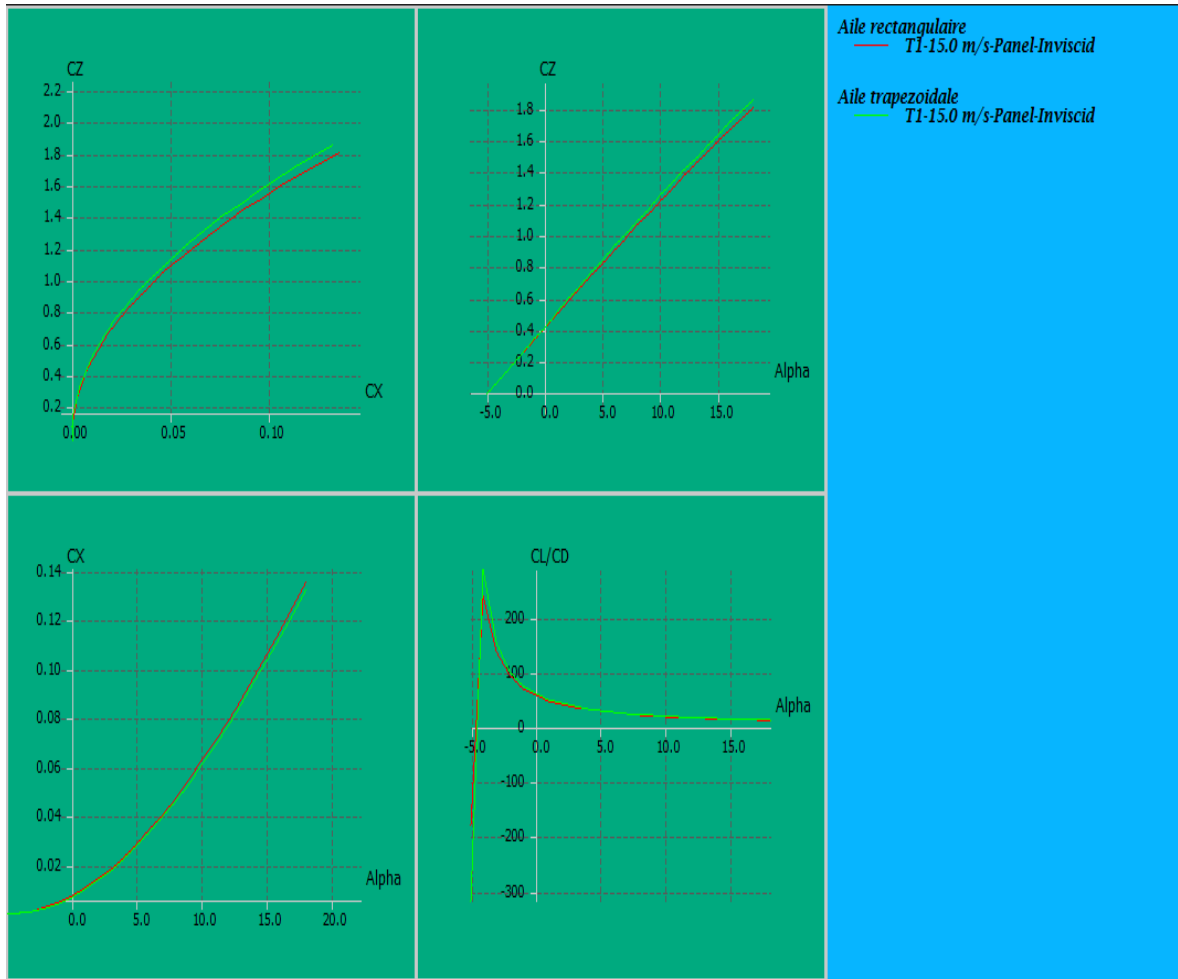 CZ
2.2
2.0
1.8
1.6
1.4
1.2
1.0
0.8
0.6
0.4
0.2
CX
0.00 0.05 0.10
CZ
1.8
1.6
1.4
1.2
1.0
0.8
0.6
0.4
0.2
0.0
Alpha
-5.0 0.0 5.0 10.0 15.0
CX
0.14
0.12
0.10
0.08
0.06
0.04
0.02
Alpha
0.0 5.0 10.0 15.0 20.0
CL/CD
200
100
Alpha
0
-5.0 0.0 5.0 10.0 15.0
-100
-200
-300
Aile rectangulaire
T1-15.0 m/s-Panel-Inviscid
Aile trapezoidale
T1-15.0 m/s-Panel-Inviscid